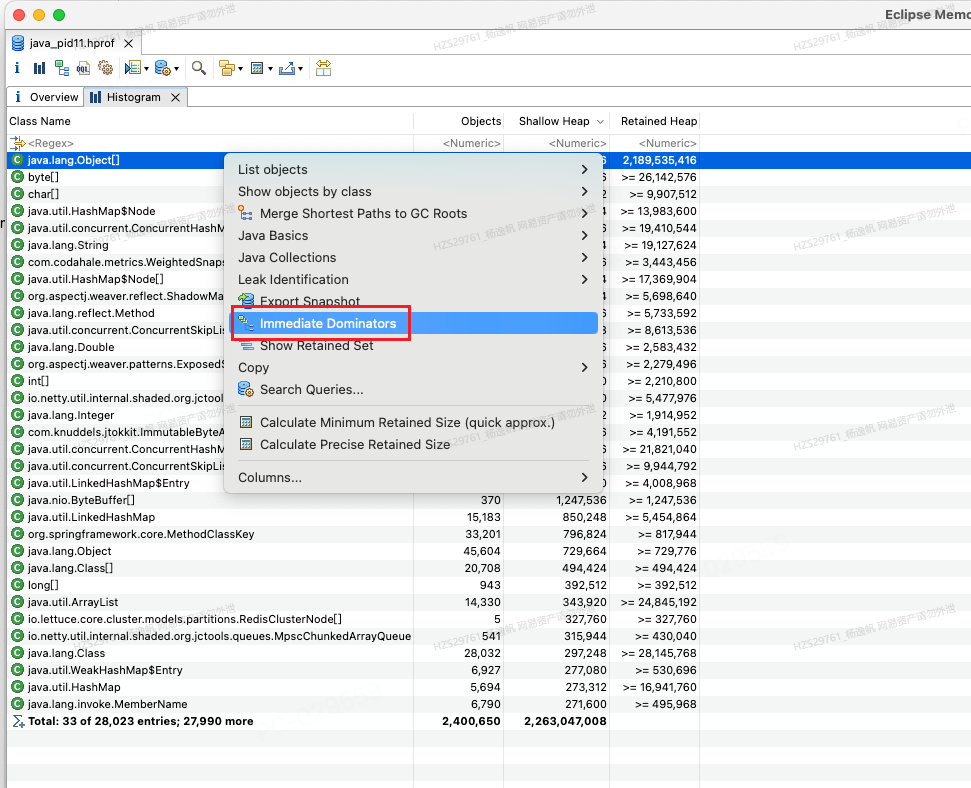 Eclipse Memo
java_pid11.hprof
Overview
Histogram
Class Name Objects Shallow Heap Retained Heap
<Regex> <Numeric> <Numeric> <Numeric>
java.lang.Object[] 6 2,189,535,416
byte[] 6 >= 26,142,576
char[] 2 >= 9,907,512
java.util.HashMap$Node 4 >= 13,983,600
java.util.concurrent.ConcurrentHashM >= 19,410,544
java.lang.String >= 19,127,624
com.codahale.metrics.WeightedSnaps 6 >= 3,443,456
java.util.HashMap$Node[] 4 >= 17,369,904
org.aspectj.weaver.reflect.ShadowMa >= 5,698,640
java.lang.reflect.Method >= 5,733,592
java.util.concurrent.ConcurrentSkipLis 8 >= 8,613,536
java.lang.Double >= 2,583,432
org.aspectj.weaver.patterns.ExposedS >= 2,279,496
int[] >= 2,210,800
io.netty.util.internal.shaded.org.jctool >= 5,477,976
java.lang.Integer 2 >= 1,914,952
com.knuddels.jtokkit.ImmutableByteA >= 4,191,552
java.util.concurrent.ConcurrentHashM >= 21,821,040
java.util.concurrent.ConcurrentSkipLis >= 9,944,792
java.util.LinkedHashMap$Entry 0 >= 4,008,968
java.nio.ByteBuffer[] 370 1,247,536 >= 1,247,536
java.util.LinkedHashMap 15,183 850,248 >= 5,454,864
org.springframework.core.MethodClassKey 33,201 796,824 >= 817,944
java.lang.Object 45,604 729,664 >= 729,776
java.lang.Class[] 20,708 494,424 >= 494,424
long[] 943 392,512 >= 392,512
java.util.ArrayList 14,330 343,920 >= 24,845,192
io.lettuce.core.cluster.models.partitions.RedisClusterNode[] 5 327,760 >= 327,760
io.netty.util.internal.shaded.org.jctools.queues.MpscChunkedArrayQueue 541 315,944 >= 430,040
java.lang.Class 28,032 297,248 >= 28,145,768
java.util.WeakHashMap$Entry 6,927 277,080 >= 530,696
java.util.HashMap 5,694 273,312 >= 16,941,760
java.lang.invoke.MemberName 6,790 271,600 >= 495,968
Total: 33 of 28,023 entries; 27,990 more 2,400,650 2,263,047,008
List objects
Show objects by class
Merge Shortest Paths to GC Roots
Java Basics
Java Collections
Leak Identification
Export Snapshot
Immediate Dominators
Show Retained Set
Copy
Search Queries...
Calculate Minimum Retained Size (quick approx.)
Calculate Precise Retained Size
Columns...
HZS29761_杨逸帆 网易资产请勿外泄